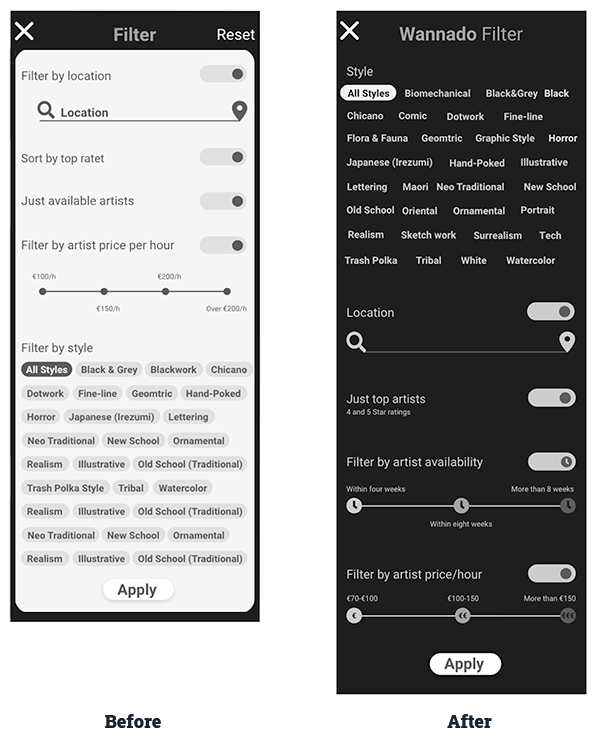 Filter
Reset
Filter by location
Location
Sort by top ratet
Just available artists
Filter by artist price per hour
€100/h €200/h
€150/h Over €200/h
Filter by style
All Styles Black & Grey Blackwork Chicano
Dotwork Fine-line Geomtric Hand-Poked
Horror Japanese (Irezumi) Lettering
Neo Traditional New School Ornamental
Realism Illustrative Old School (Traditional)
Trash Polka Style Tribal Watercolor
Realism Illustrative Old School (Traditional)
Neo Traditional New School Ornamental
Realism Illustrative Old School (Traditional)
Apply
Before
Wannado Filter
Style
All Styles Biomechanical Black&Grey Black
Chicano Comic Dotwork Fine-line
Flora & Fauna Geomtric Graphic Style Horror
Japanese (Irezumi) Hand-Poked Illustrative
Lettering Maori Neo Traditional New School
Old School Oriental Ornamental Portrait
Realism Sketch work Surrealism Tech
Trash Polka Tribal White Watercolor
Location
Just top artists
4 and 5 Star ratings
Filter by artist availability
Within four weeks More than 8 weeks
Within eight weeks
Filter by artist price/hour
€70-€100 €100-150 More than €150
€ €€ €€€
Apply
After